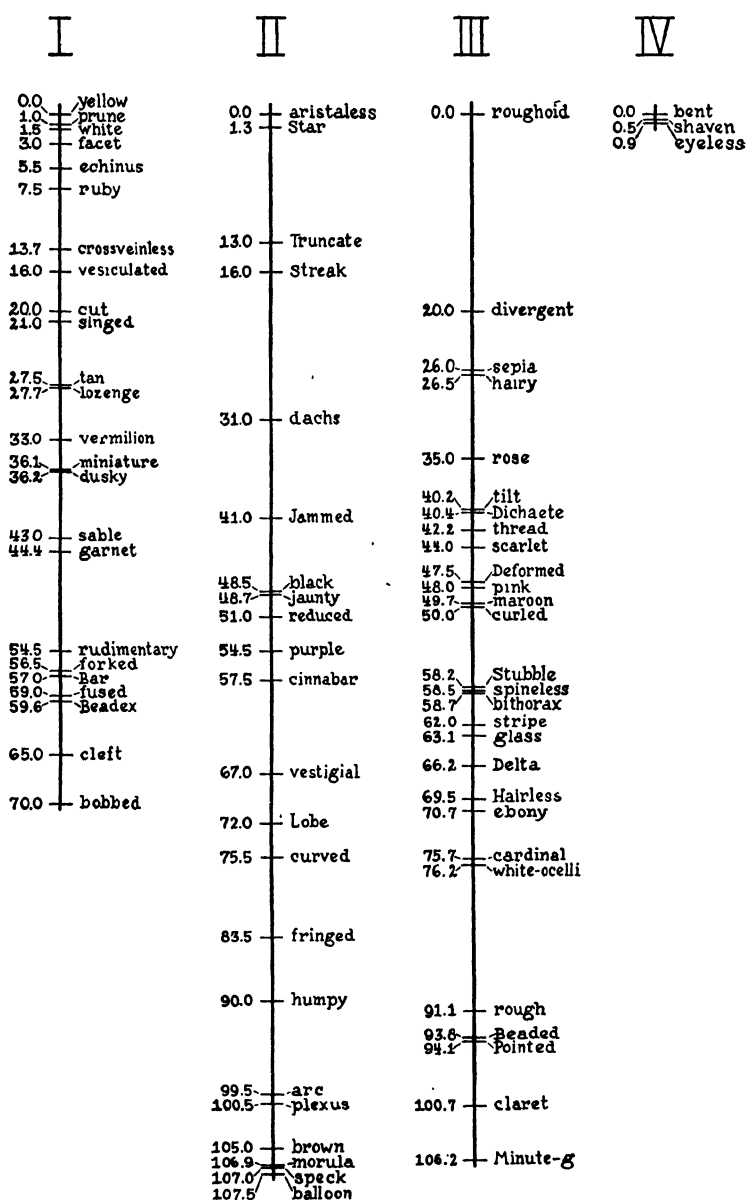 I
0.0 yellow
1.0 prune
1.5 white
3.0 facet
5.5 echinus
7.5 ruby
13.7 crossveinless
16.0 vesiculated
20.0 cut
21.0 singed
27.5 tan
27.7 lozenge
33.0 vermilion
36.1 miniature
36.2 dusky
43.0 sable
44.4 garnet
54.5 rudimentary
56.5 forked
57.0 Bar
59.0 fused
59.6 Beadex
65.0 cleft
70.0 bobbed
II
0.0 aristaless
1.3 Star
13.0 Truncate
16.0 Streak
31.0 dachs
41.0 Jammed
48.5 black
48.7 jaunty
51.0 reduced
54.5 purple
57.5 cinnabar
67.0 vestigial
72.0 Lobe
75.5 curved
83.5 fringed
90.0 humpy
99.5 arc
100.5 plexus
105.0 brown
106.9 morula
107.0 speck
107.5 balloon
III
0.0 roughoid
20.0 divergent
26.0 sepia
26.5 hairy
35.0 rose
40.2 tilt
40.4 Dichaete
42.2 thread
44.0 scarlet
47.5 Deformed
48.0 pink
49.7 maroon
50.0 curled
58.2 Stubble
58.5 spineless
58.7 bithorax
62.0 stripe
63.1 glass
66.2 Delta
69.5 Hairless
70.7 ebony
75.7 cardinal
76.2 white-ocelli
91.1 rough
93.8 Beaded
94.1 Pointed
100.7 claret
106.2 Minute-g
IV
0.0 bent
0.5 shaven
0.9 eyeless